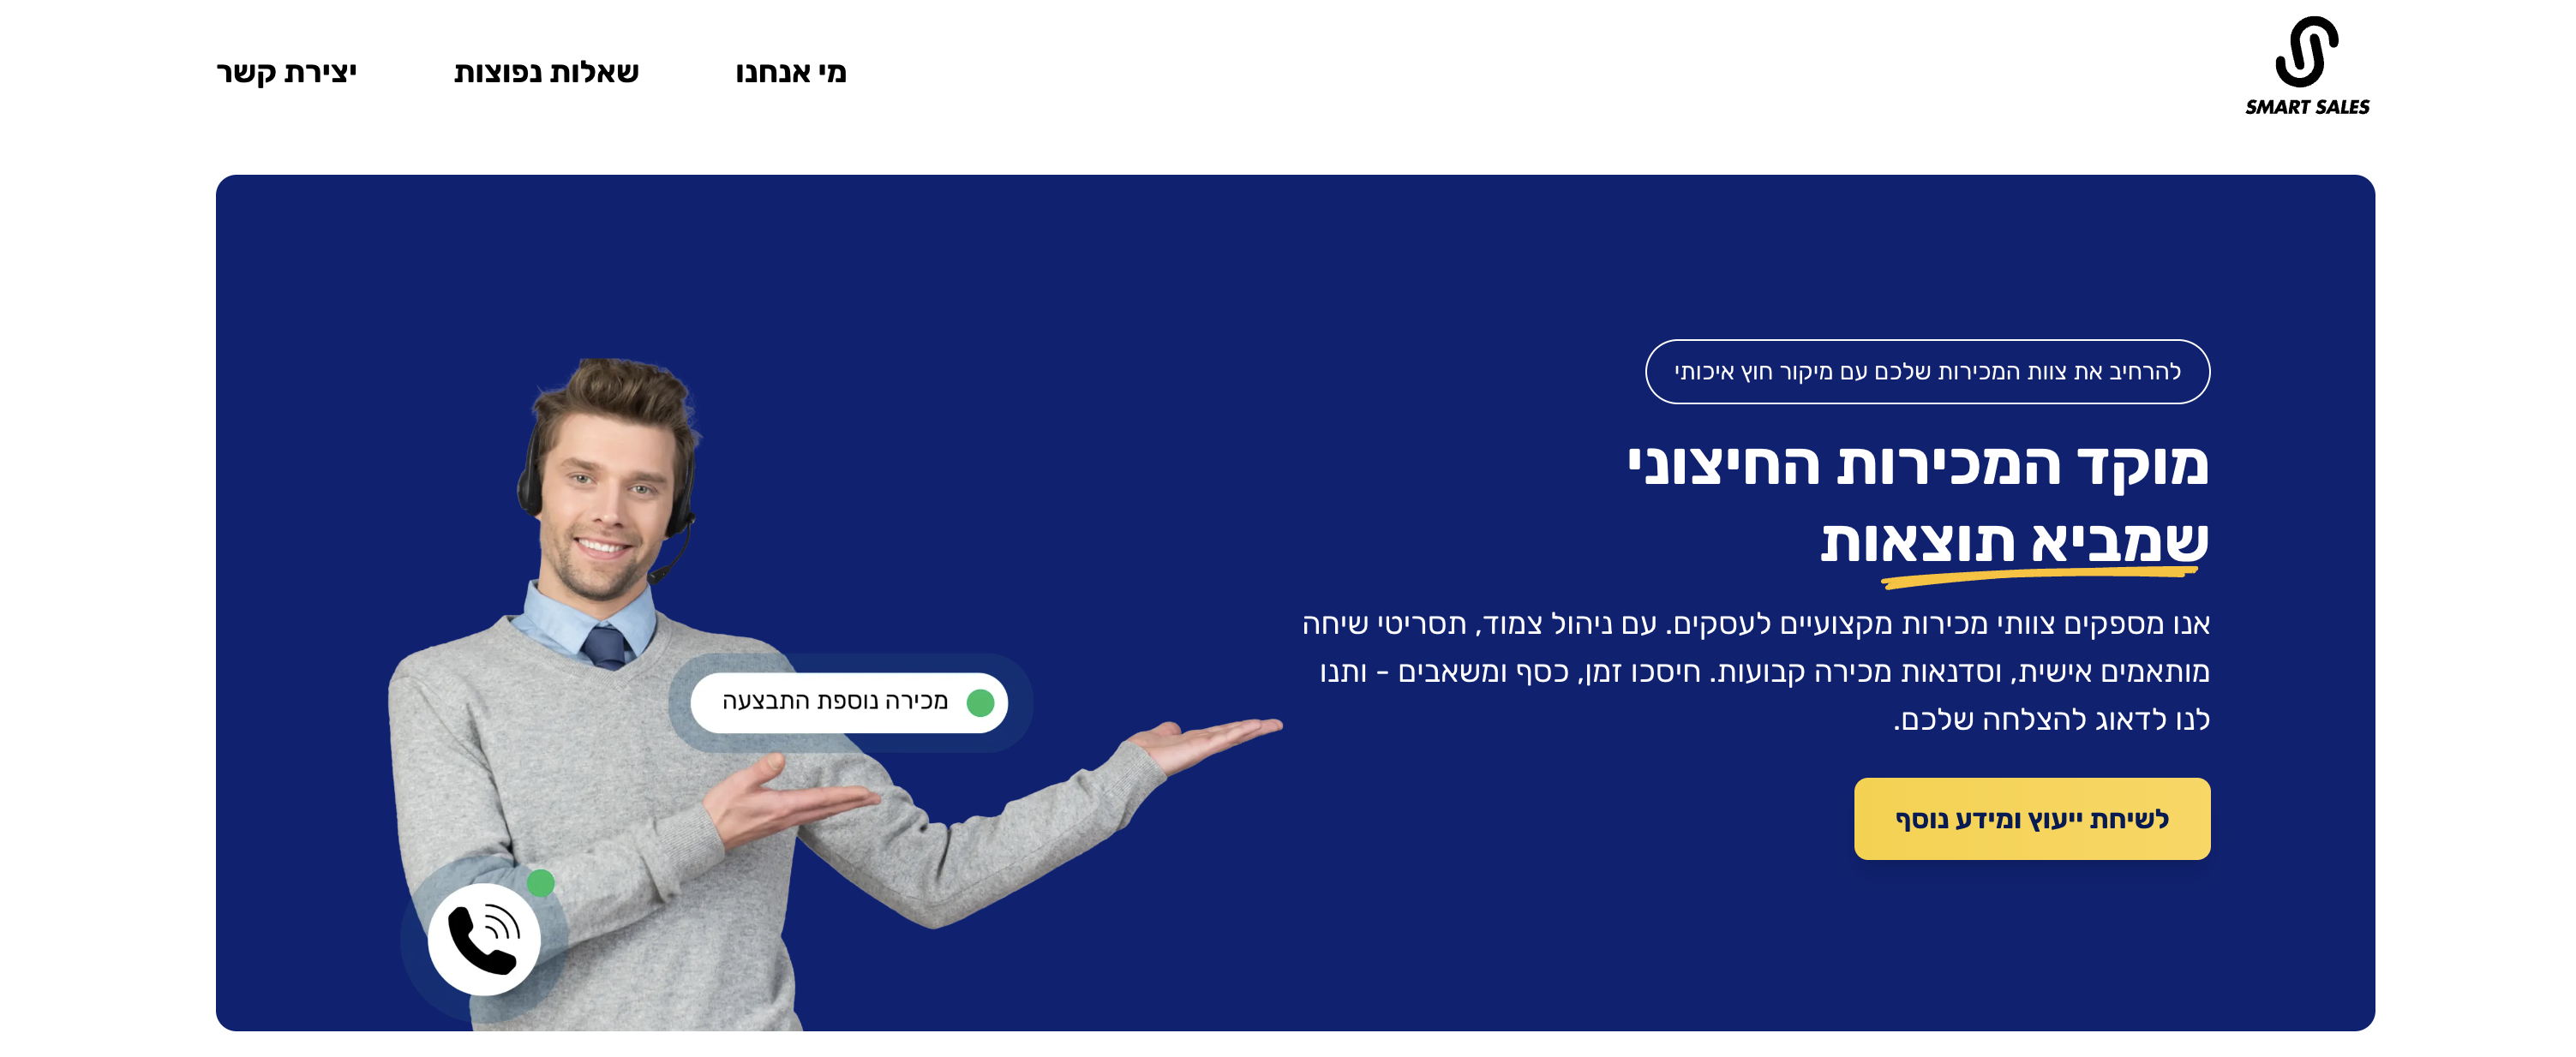 SMART SALES
מי אנחנו
שאלות נפוצות
יצירת קשר
להרחיב את צוות המכירות שלכם עם מיקור חוץ איכותי
מוקד המכירות החיצוני
שמביא תוצאות
אנו מספקים צוותי מכירות מקצועיים לעסקים. עם ניהול צמוד, תסריטי שיחה
מותאמים אישית, וסדנאות מכירה קבועות. חיסכו זמן, כסף ומשאבים - ותנו
לנו לדאוג להצלחה שלכם.
לשיחת ייעוץ ומידע נוסף
מכירה נוספת התבצעה